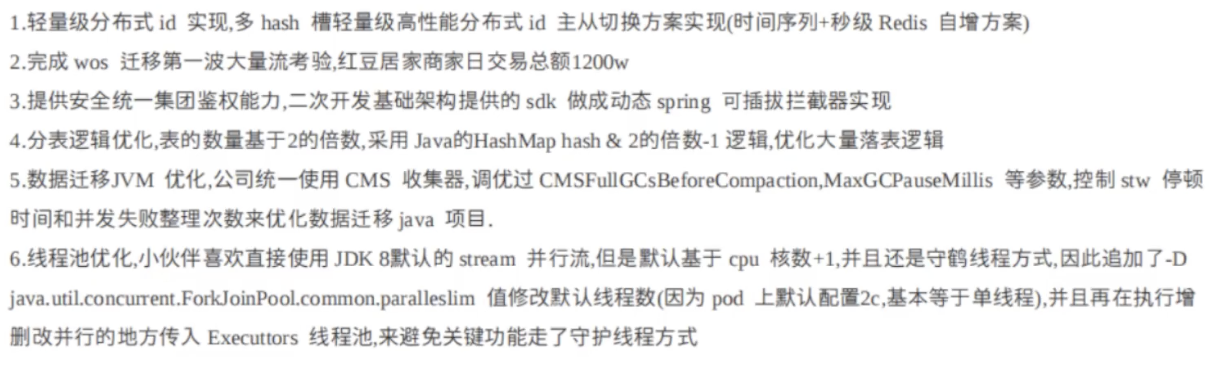 1.轻量级分布式 id 实现,多 hash 槽轻量级高性能分布式 id 主从切换方案实现(时间序列+秒级 Redis 自增方案)
2.完成 wos 迁移第一波大量流考验,红豆居家商家日交易总额1200w
3.提供安全统一集团鉴权能力,二次开发基础架构提供的 sdk 做成动态 spring 可插拔拦截器实现
4.分表逻辑优化,表的数量基于2的倍数,采用 Java的HashMap hash & 2的倍数-1 逻辑,优化大量落表逻辑
5.数据迁移JVM 优化,公司统一使用 CMS 收集器,调优过 CMSFullGCsBeforeCompaction,MaxGCPauseMillis 等参数,控制 stw 停顿
时间和并发失败整理次数来优化数据迁移 java 项目.
6.线程池优化,小伙伴喜欢直接使用 JDK 8默认的 stream 并行流,但是默认基于 cpu 核数+1,并且还是守鹤线程方式,因此追加了-D
java.util.concurrent.ForkJoinPool.common.paralleslim 值修改默认线程数(因为 pod 上默认配置2c,基本等于单线程),并且再在执行增
删改并行的地方传入 Executtors 线程池,来避免关键功能走了守护线程方式